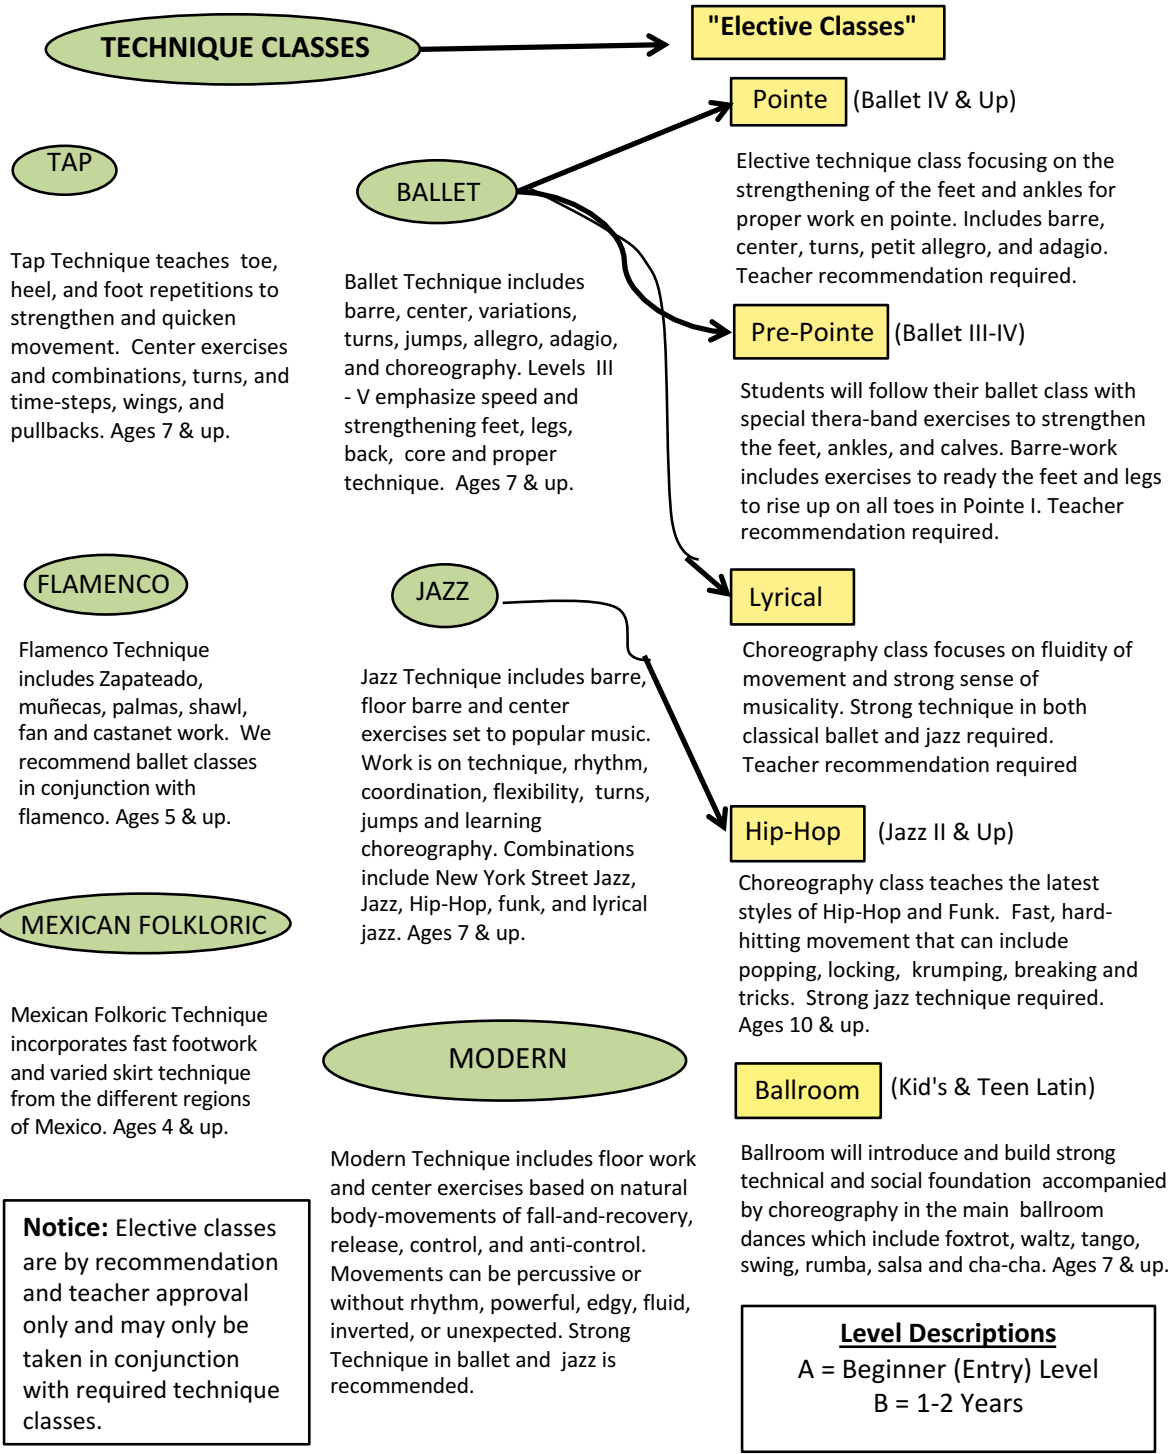 TECHNIQUE CLASSES
"Elective Classes"
Pointe (Ballet IV & Up)
Elective technique class focusing on the
strengthening of the feet and ankles for
proper work en pointe. Includes barre,
center, turns, petit allegro, and adagio.
Teacher recommendation required.
TAP
Tap Technique teaches toe,
heel, and foot repetitions to
strengthen and quicken
movement. Center exercises
and combinations, turns, and
time-steps, wings, and
pullbacks. Ages 7 & up.
BALLET
Ballet Technique includes
barre, center, variations,
turns, jumps, allegro, adagio,
and choreography. Levels III
- V emphasize speed and
strengthening feet, legs,
back, core and proper
technique. Ages 7 & up.
Pre-Pointe (Ballet III-IV)
Students will follow their ballet class with
special thera-band exercises to strengthen
the feet, ankles, and calves. Barre-work
includes exercises to ready the feet and legs
to rise up on all toes in Pointe I. Teacher
recommendation required.
FLAMENCO
Flamenco Technique
includes Zapateado,
muñecas, palmas, shawl,
fan and castanet work. We
recommend ballet classes
in conjunction with
flamenco. Ages 5 & up.
JAZZ
Jazz Technique includes barre,
floor barre and center
exercises set to popular music.
Work is on technique, rhythm,
coordination, flexibility, turns,
jumps and learning
choreography. Combinations
include New York Street Jazz,
Jazz, Hip-Hop, funk, and lyrical
jazz. Ages 7 & up.
Lyrical
Choreography class focuses on fluidity of
movement and strong sense of
musicality. Strong technique in both
classical ballet and jazz required.
Teacher recommendation required
Hip-Hop (Jazz II & Up)
Choreography class teaches the latest
styles of Hip-Hop and Funk. Fast, hard-
hitting movement that can include
popping, locking, krumping, breaking and
tricks. Strong jazz technique required.
Ages 10 & up.
MEXICAN FOLKLORIC
Mexican Folkoric Technique
incorporates fast footwork
and varied skirt technique
from the different regions
of Mexico. Ages 4 & up.
MODERN
Modern Technique includes floor work
and center exercises based on natural
body-movements of fall-and-recovery,
release, control, and anti-control.
Movements can be percussive or
without rhythm, powerful, edgy, fluid,
inverted, or unexpected. Strong
Technique in ballet and jazz is
recommended.
Ballroom (Kid's & Teen Latin)
Ballroom will introduce and build strong
technical and social foundation accompanied
by choreography in the main ballroom
dances which include foxtrot, waltz, tango,
swing, rumba, salsa and cha-cha. Ages 7 & up.
Notice: Elective classes
are by recommendation
and teacher approval
only and may only be
taken in conjunction
with required technique
classes.
Level Descriptions
A = Beginner (Entry) Level
B = 1-2 Years